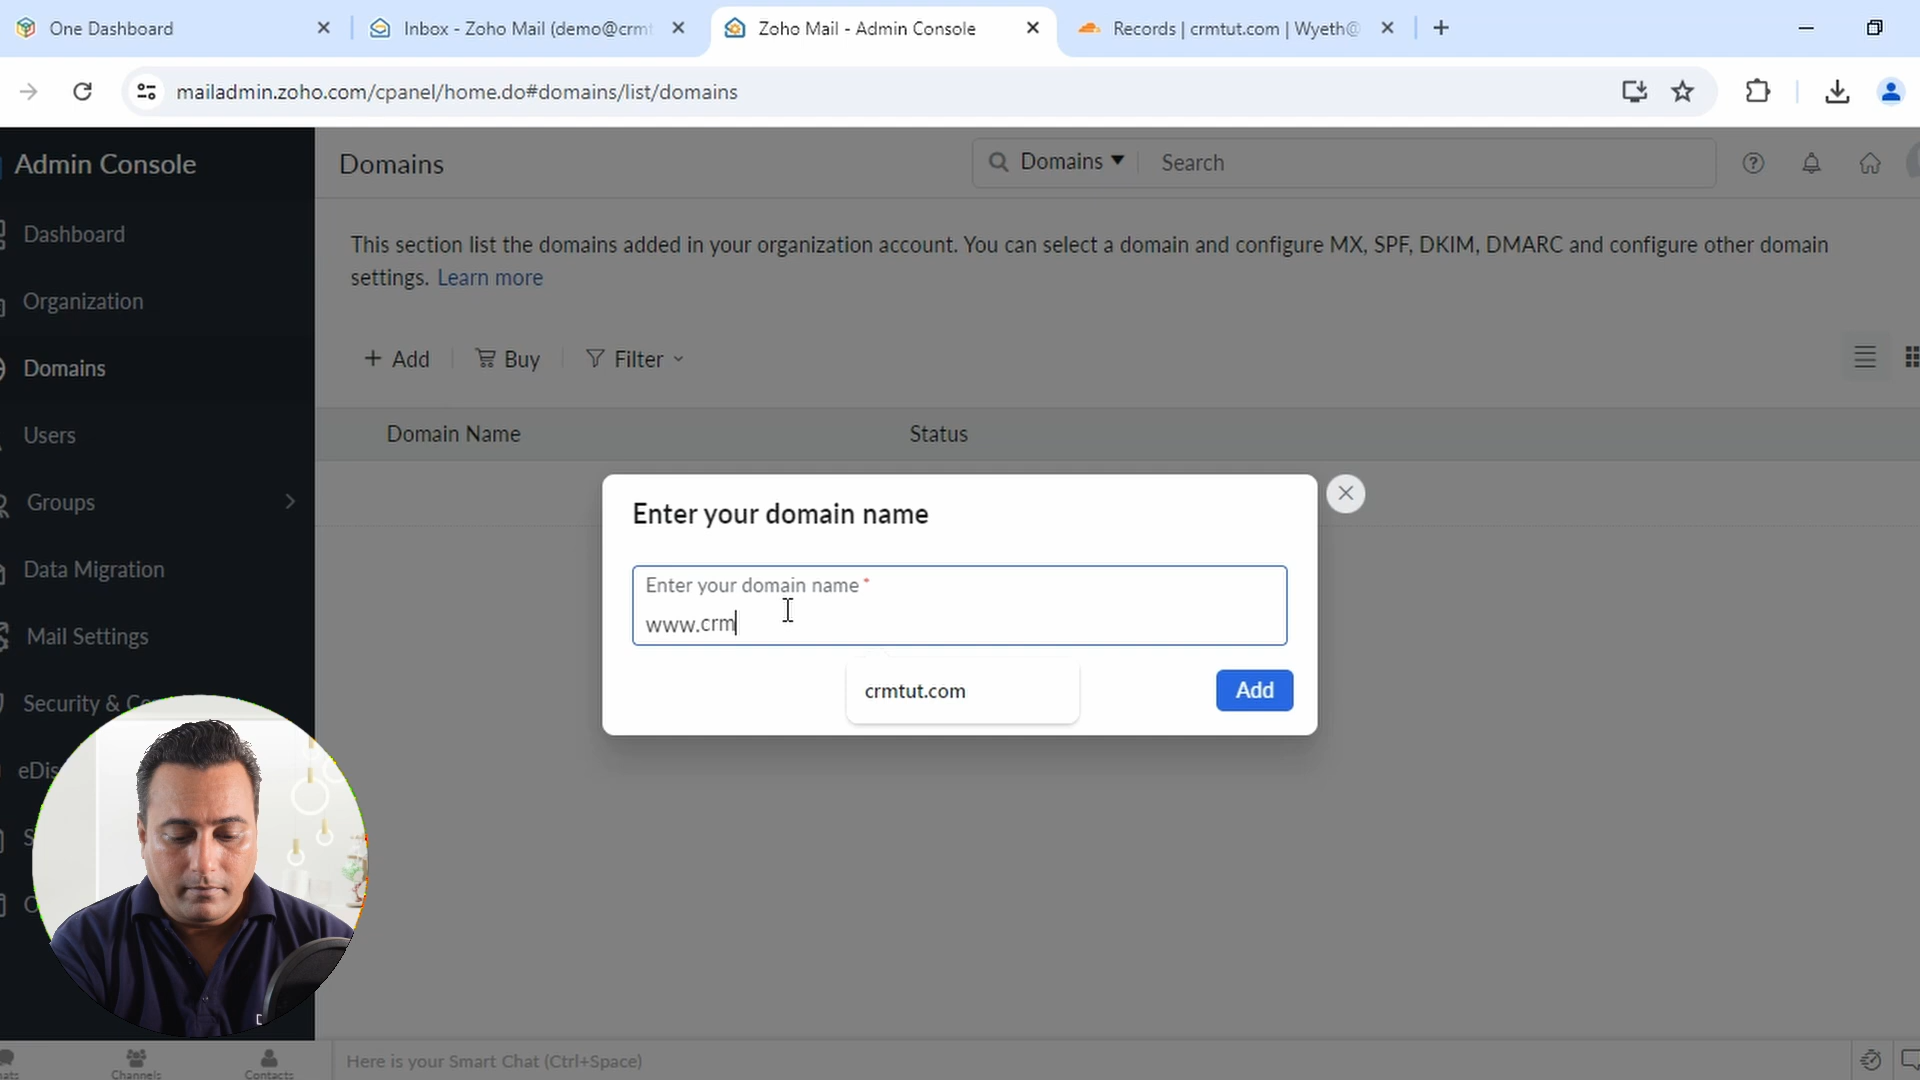 One Dashboard
Inbox - Zoho Mail (demo@crmt
Zoho Mail - Admin Console
Records | crmtut.com | Wyeth@
mailadmin.zoho.com/cpanel/home.do#domains/list/domains
Admin Console
Domains
Domains
Search
Dashboard
This section list the domains added in your organization account. You can select a domain and configure MX, SPF, DKIM, DMARC and configure other domain
settings. Learn more
Organization
Domains
Add
Buy
Filter
Users
Domain Name
Status
Groups
Enter your domain name
Data Migration
Enter your domain name *
www.crm
Mail Settings
crmtut.com
Add
Security & Co
eDis
S
C
Channels
Contacts
Here is your Smart Chat (Ctrl+Space)